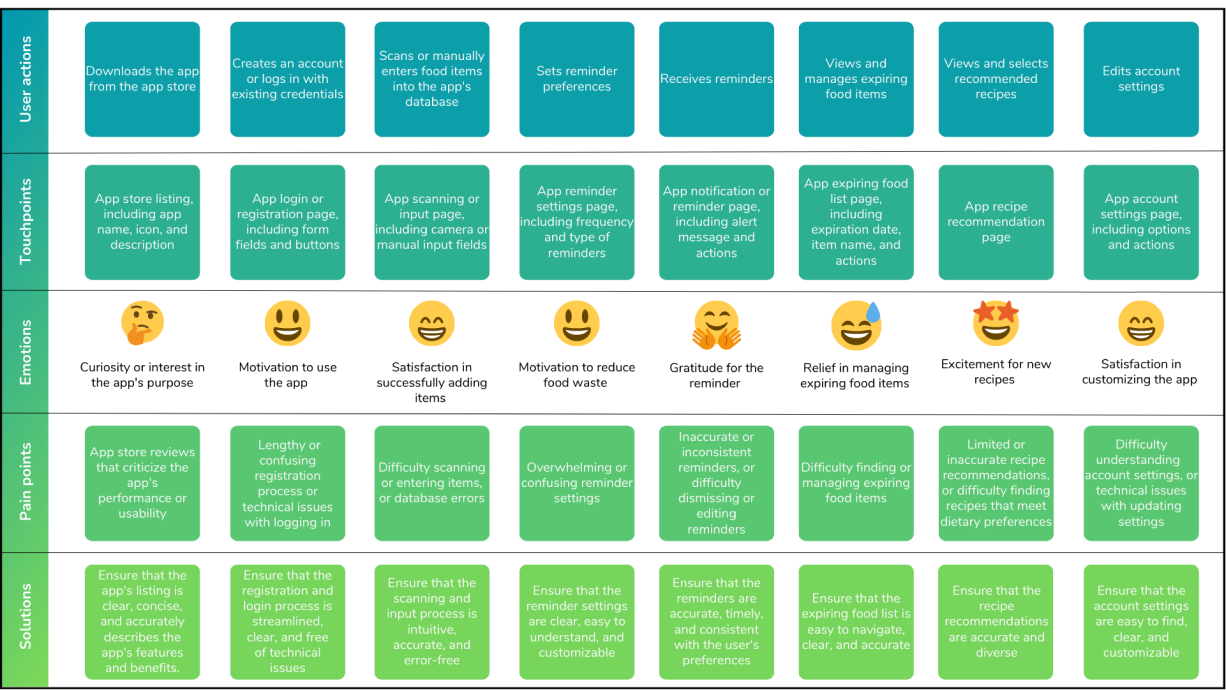 User actions
Downloads the app
from the app store
Creates an account
or logs in with
existing credentials
Scans or manually
enters food items
into the app's
database
Sets reminder
preferences
Receives reminders
Views and
manages expiring
food items
Views and selects
recommended
recipes
Edits account
settings
Touchpoints
App store listing,
including app
name, icon, and
description
App login or
registration page,
including form
fields and buttons
App scanning or
input page,
including camera or
manual input fields
App reminder
settings page,
including frequency
and type of
reminders
App notification or
reminder page,
including alert
message and
actions
App expiring food
list page,
including
expiration date,
item name, and
actions
App recipe
recommendation
page
App account
settings page,
including options
and actions
Emotions
Curiosity or interest in
the app's purpose
Motivation to use
the app
Satisfaction in
successfully adding
items
Motivation to reduce
food waste
Gratitude for the
reminder
Relief in managing
expiring food items
Excitement for new
recipes
Satisfaction in
customizing the app
Pain points
App store reviews
that criticize the
app's
performance or
usability
Lengthy or
confusing
registration
process or
technical issues
with logging in
Difficulty scanning
or entering items,
or database errors
Overwhelming or
confusing reminder
settings
Inaccurate or
inconsistent
reminders, or
difficulty
dismissing or
editing
reminders
Difficulty finding or
managing expiring
food items
Limited or
inaccurate recipe
recommendations,
or difficulty finding
recipes that meet
dietary preferences
Difficulty
understanding
account settings, or
technical issues
with updating
settings
Solutions
Ensure that the
app's listing is
clear, concise,
and accurately
describes the
app's features
and benefits.
Ensure that the
registration and
login process is
streamlined,
clear, and free
of technical
issues
Ensure that the
scanning and
input process is
intuitive,
accurate, and
error-free
Ensure that the
reminder settings
are clear, easy to
understand, and
customizable
Ensure that the
reminders are
accurate, timely,
and consistent
with the user's
preferences
Ensure that the
expiring food list is
easy to navigate,
clear, and accurate
Ensure that the
recipe
recommendations
are accurate and
diverse
Ensure that the
account settings
are easy to find,
clear, and
customizable